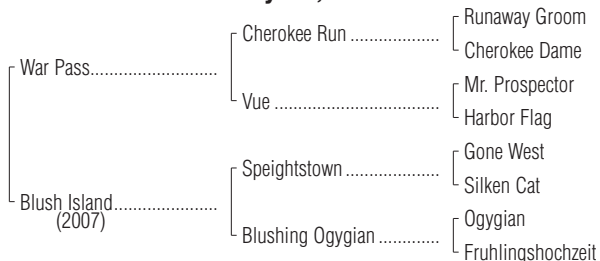 Runaway Groom
Cherokee Run ..................
Cherokee Dame
War Pass.........................
Mr. Prospector
Vue .................................
Harbor Flag
Gone West
Speightstown ...................
Silken Cat
Blush Island.....................
(2007)
Ogygian
Blushing Ogygian ............
Fruhlingshochzeit